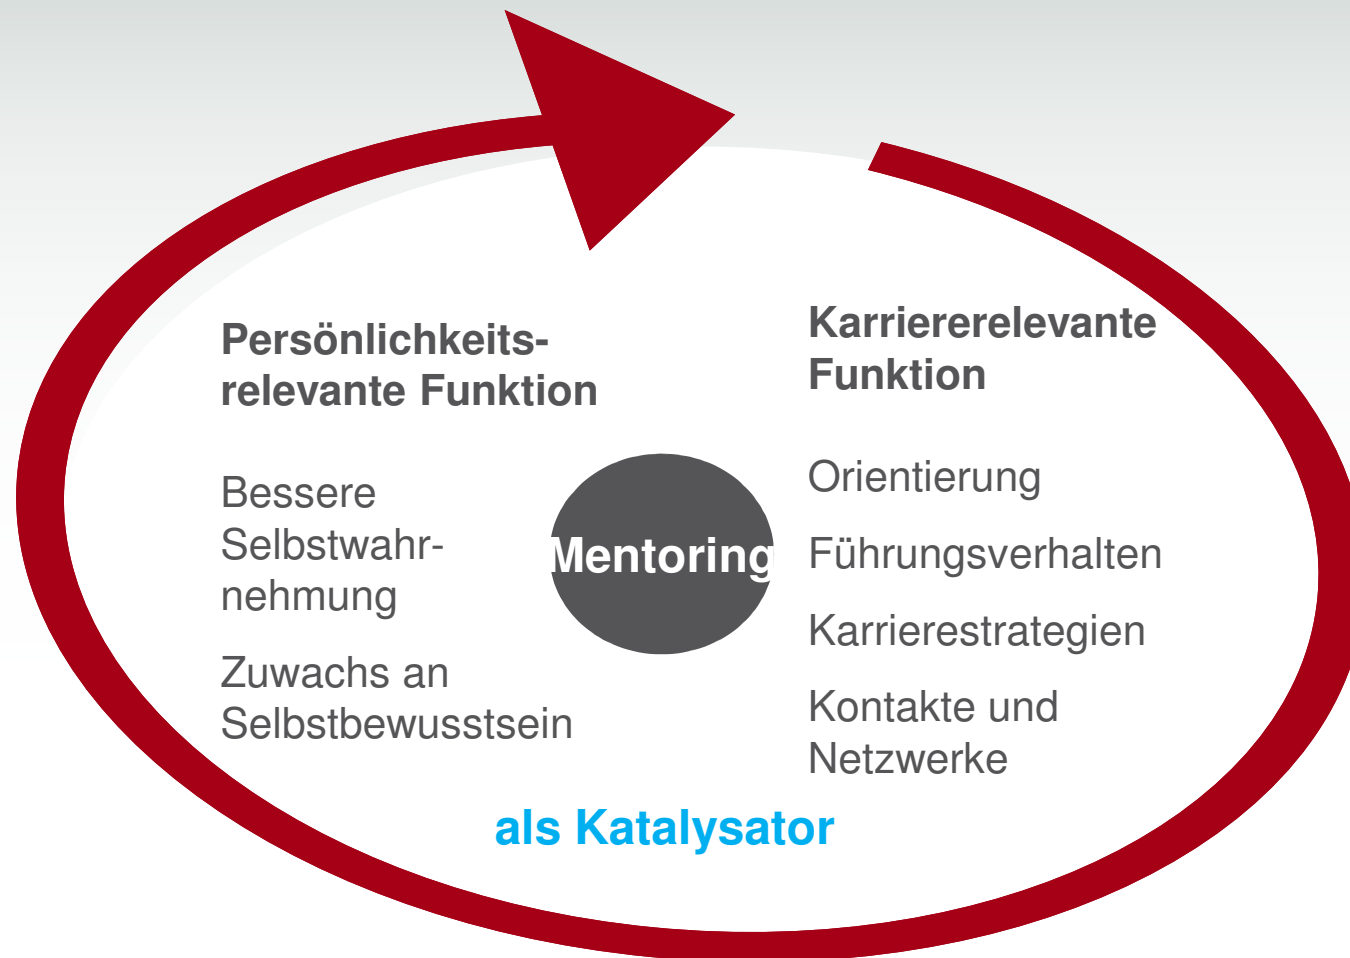 Persönlichkeits-
relevante Funktion
Bessere
Selbstwahr-
nehmung
Zuwachs an
Selbstbewusstsein
Mentoring
Karriererelevante
Funktion
Orientierung
Führungsverhalten
Karrierestrategien
Kontakte und
Netzwerke
als Katalysator